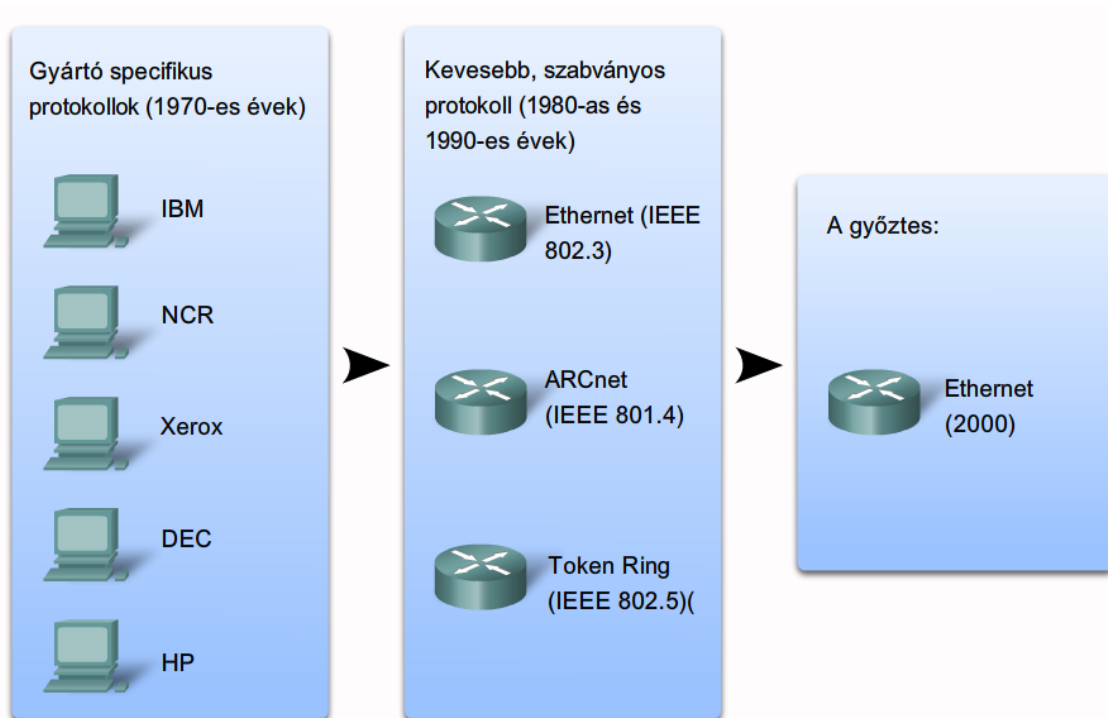 Gyártó specifikus
protokollok (1970-es évek)
IBM
NCR
Xerox
DEC
HP
Kevesebb, szabványos
protokoll (1980-as és
1990-es évek)
Ethernet (IEEE
802.3)
ARCnet
(IEEE 801.4)
Token Ring
(IEEE 802.5)(
A győztes:
Ethernet
(2000)